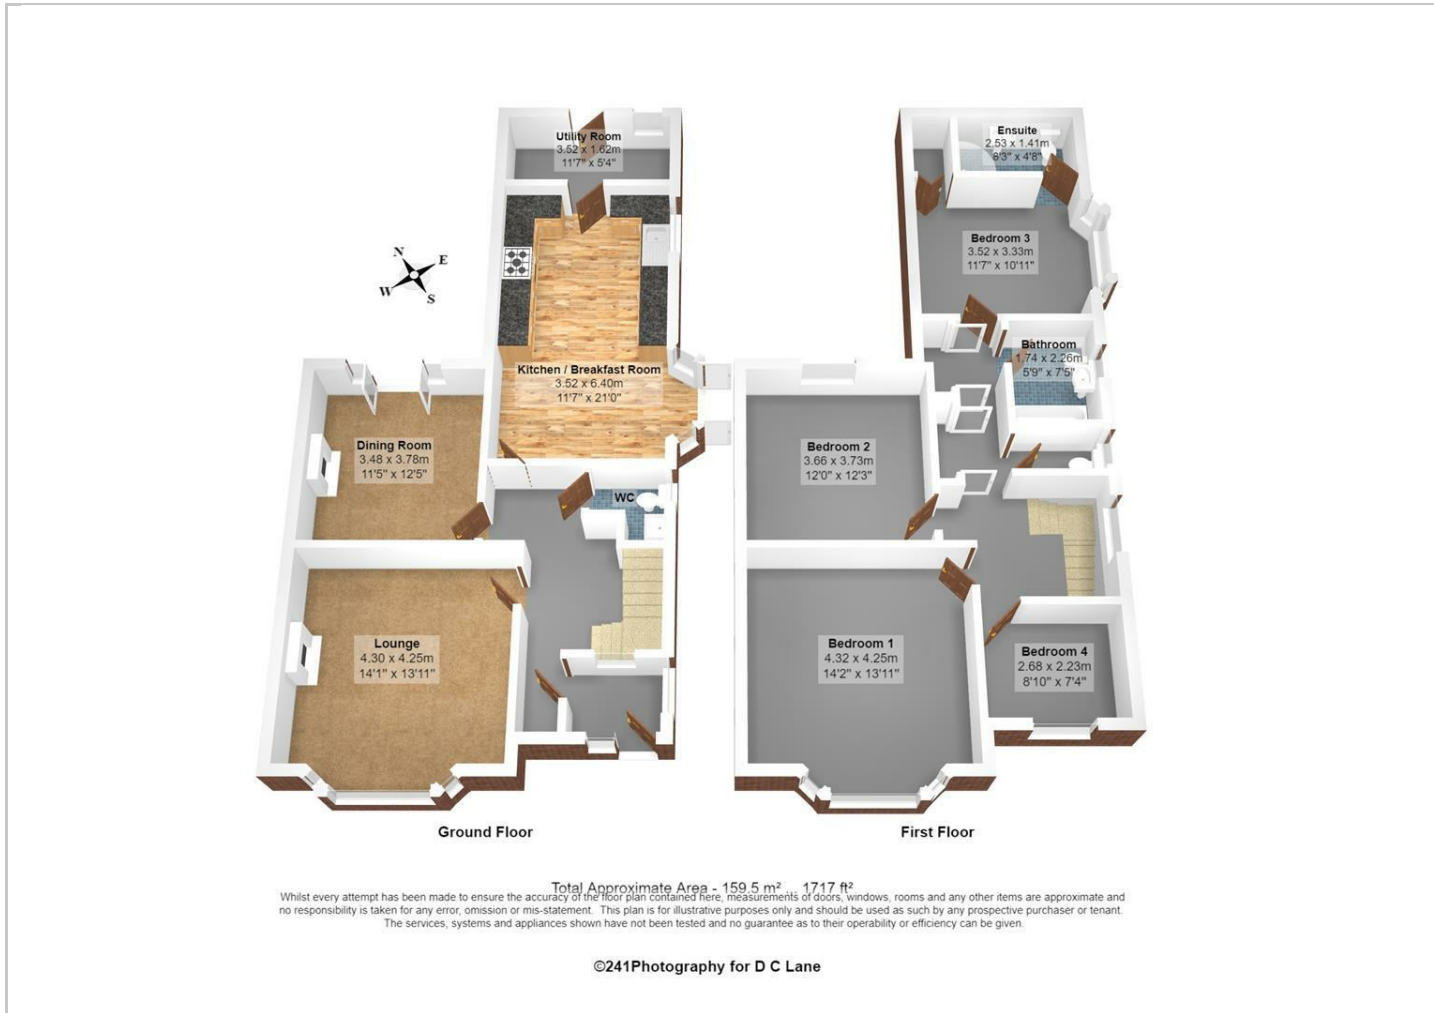 Utility Room
3.52 x 1.62m
11'7" x 5'4"
Ensuite
2.53 x 1.41m
8'3" x 4'8"
Bedroom 3
3.52 x 3.33m
11'7" x 10'11"
N
E
W
S
Kitchen / Breakfast Room
3.52 x 6.40m
11'7" x 21'0"
Bathroom
1.74 x 2.26m
5'9" x 7'5"
Dining Room
3.48 x 3.78m
11'5" x 12'5"
Bedroom 2
3.66 x 3.73m
12'0" x 12'3"
WC
Lounge
4.30 x 4.25m
14'1" x 13'11"
Bedroom 1
4.32 x 4.25m
14'2" x 13'11"
Bedroom 4
2.68 x 2.23m
8'10" x 7'4"
Ground Floor
First Floor
Total Approximate Area - 159.5 m² ... 1717 ft²
Whilst every attempt has been made to ensure the accuracy of the floor plan contained here, measurements of doors, windows, rooms and any other items are approximate and
no responsibility is taken for any error, omission or mis-statement. This plan is for illustrative purposes only and should be used as such by any prospective purchaser or tenant.
The services, systems and appliances shown have not been tested and no guarantee as to their operability or efficiency can be given.
©241Photography for D C Lane